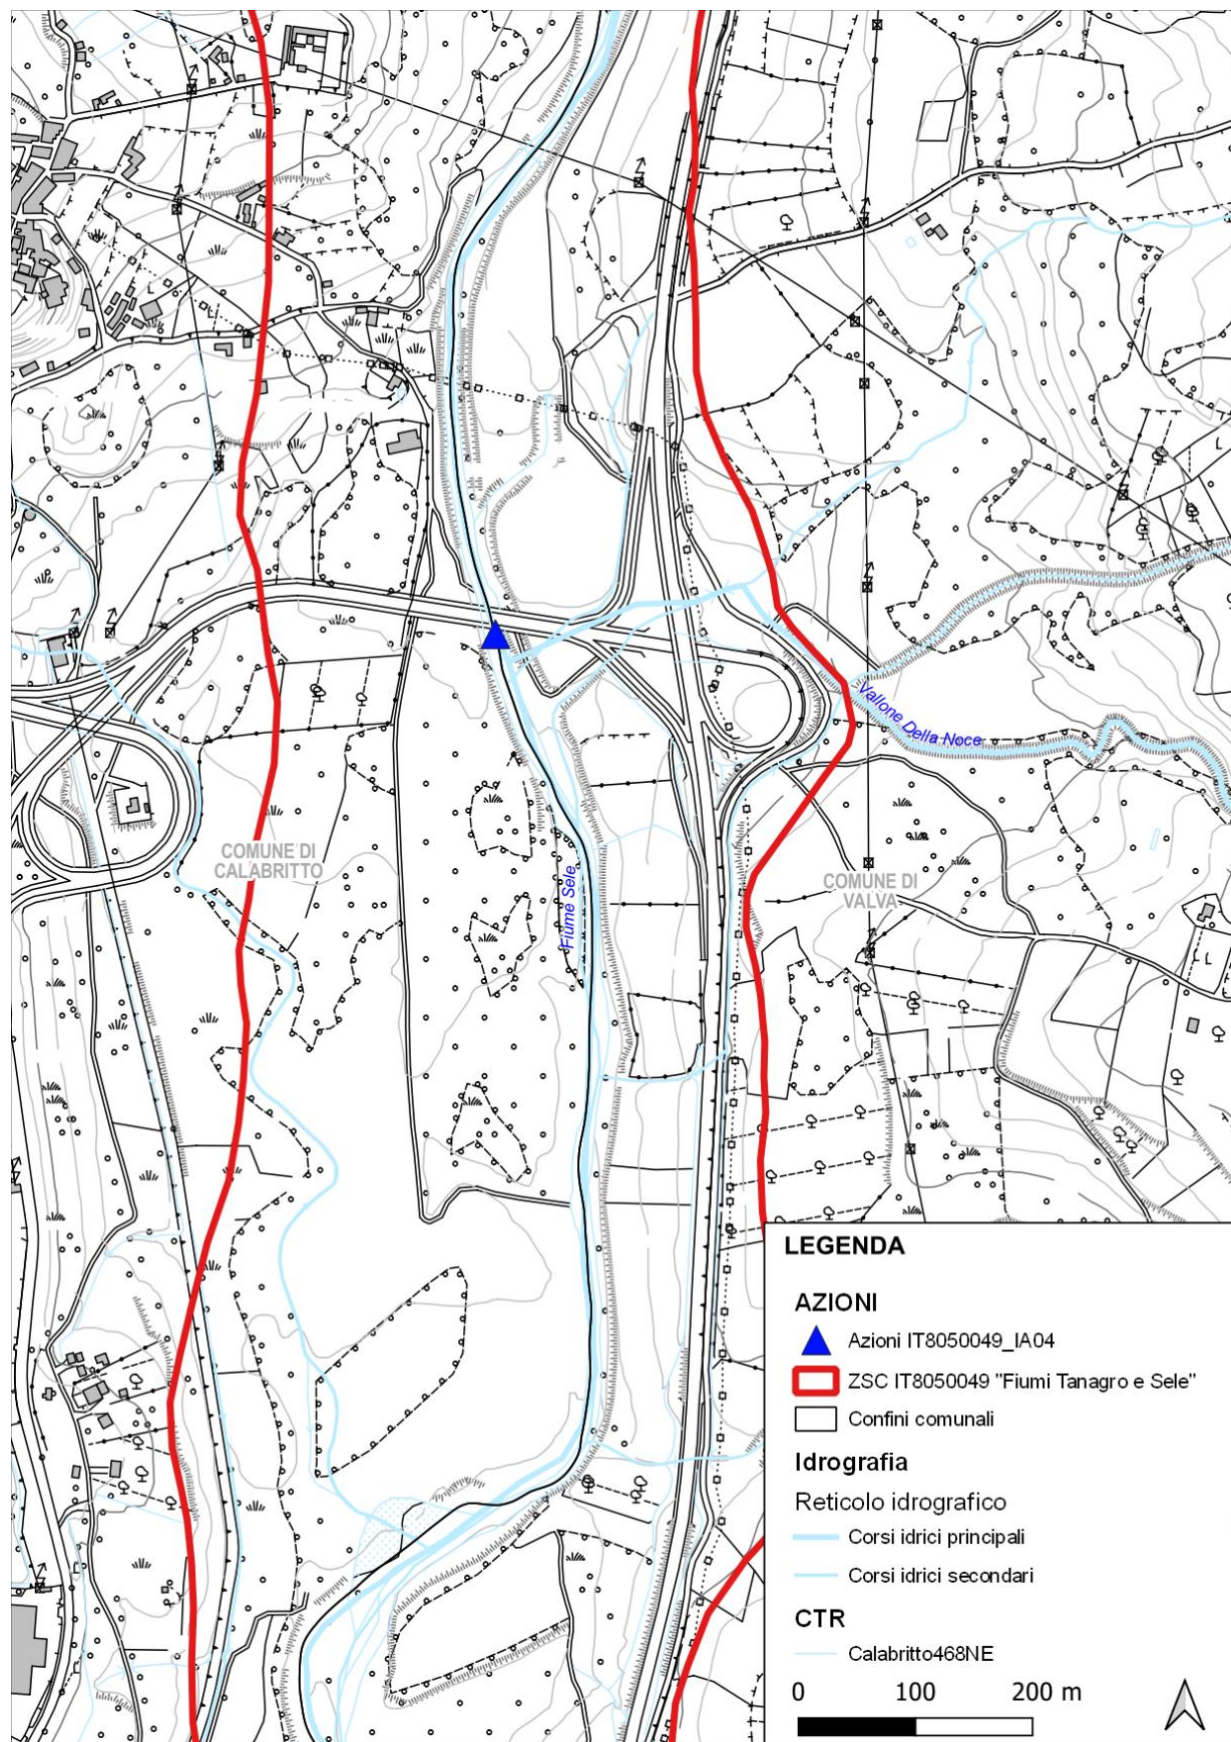 Vallone Della Noce
COMUNE DI
CALABRITTO
Fiume Sele
COMUNE DI
VALVA
L
L
L
L
L L
LEGENDA
AZIONI
Azioni IT8050049_IA04
ZSC IT8050049 "Fiumi Tanagro e Sele"
Confini comunali
Idrografia
Reticolo idrografico
Corsi idrici principali
Corsi idrici secondari
CTR
Calabritto468NE
0 100 200 m